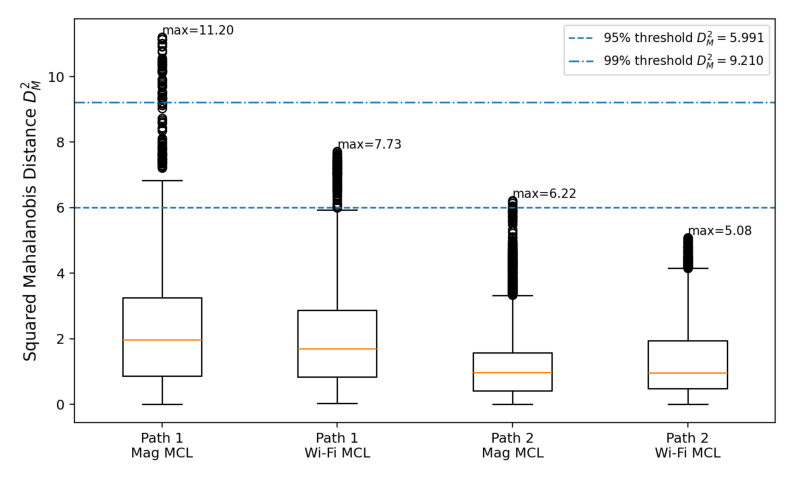 max=11.20
95% threshold $D_M^2 = 5.991$
99% threshold $D_M^2 = 9.210$
max=7.73
max=6.22
max=5.08
Squared Mahalanobis Distance $D_M^2$
10
8
6
4
2
0
Path 1
Mag MCL
Path 1
Wi-Fi MCL
Path 2
Mag MCL
Path 2
Wi-Fi MCL